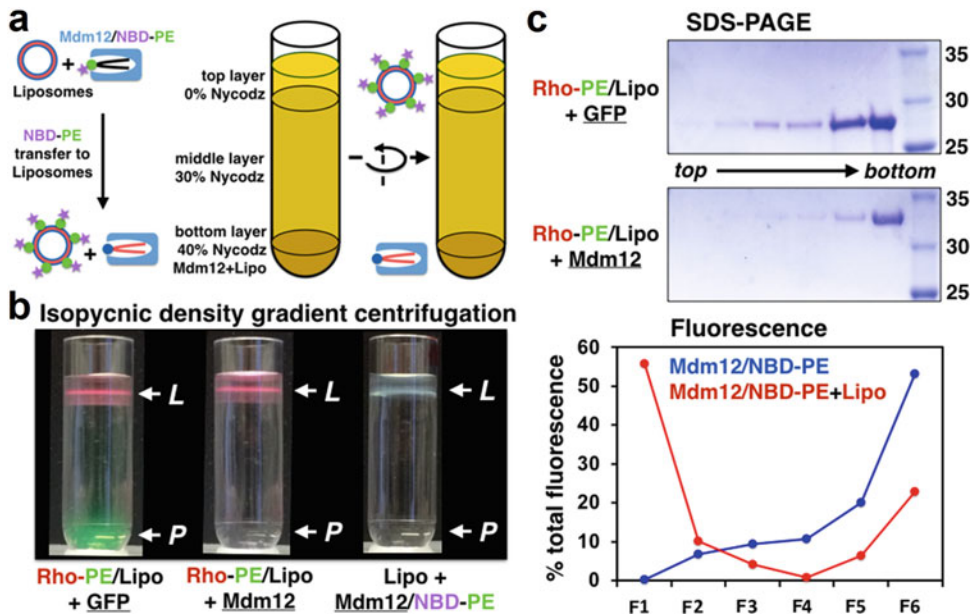 a
Mdm12/NBD-PE
+
Liposomes
NBD-PE
transfer to
Liposomes
+
top layer
0% Nycodz
middle layer
30% Nycodz
bottom layer
40% Nycodz
Mdm12+Lipo
b Isopycnic density gradient centrifugation
L
P
L
P
L
P
Rho-PE/Lipo
+ GFP
Rho-PE/Lipo
+ Mdm12
Lipo +
Mdm12/NBD-PE
c
SDS-PAGE
Rho-PE/Lipo
+ GFP
35
30
25
top bottom
Rho-PE/Lipo
+ Mdm12
35
30
25
Fluorescence
Mdm12/NBD-PE
Mdm12/NBD-PE+Lipo
% total fluorescence
60
50
40
30
20
10
0
F1 F2 F3 F4 F5 F6